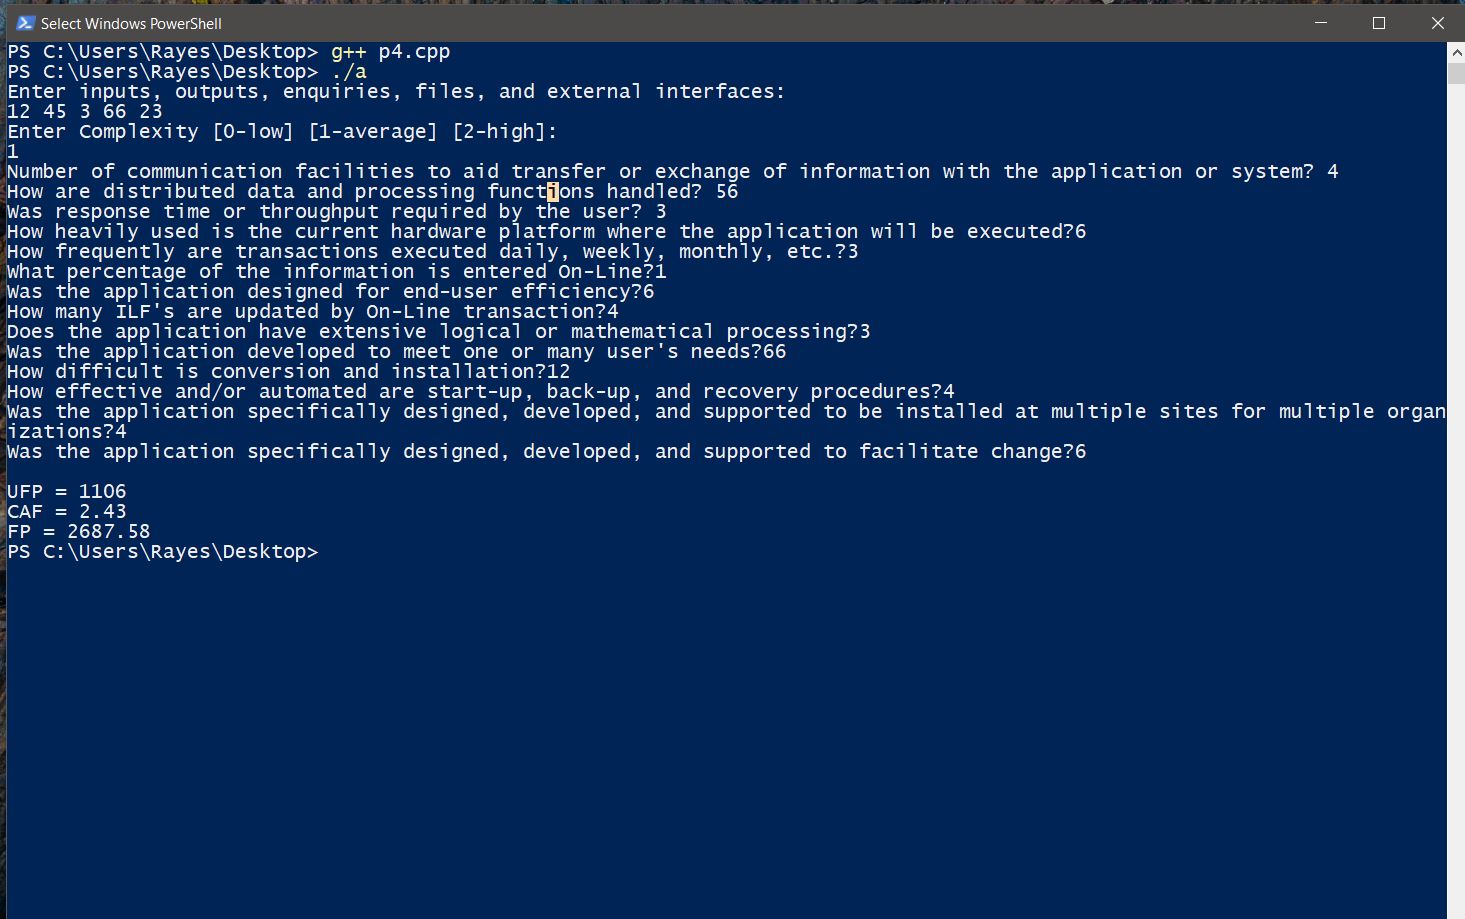 Select Windows PowerShell
PS C:\Users\Rayes\Desktop> g++ p4.cpp
PS C:\Users\Rayes\Desktop> ./a
Enter inputs, outputs, enquiries, files, and external interfaces:
12 45 3 66 23
Enter Complexity [0-low] [1-average] [2-high]:
1
Number of communication facilities to aid transfer or exchange of information with the application or system? 4
How are distributed data and processing functions handled? 56
Was response time or throughput required by the user? 3
How heavily used is the current hardware platform where the application will be executed?6
How frequently are transactions executed daily, weekly, monthly, etc.?3
What percentage of the information is entered On-Line?1
Was the application designed for end-user efficiency?6
How many ILF's are updated by On-Line transaction?4
Does the application have extensive logical or mathematical processing?3
Was the application developed to meet one or many user's needs?66
How difficult is conversion and installation?12
How effective and/or automated are start-up, back-up, and recovery procedures?4
Was the application specifically designed, developed, and supported to be installed at multiple sites for multiple organ
izations?4
Was the application specifically designed, developed, and supported to facilitate change?6
UFP = 1106
CAF = 2.43
FP = 2687.58
PS C:\Users\Rayes\Desktop>